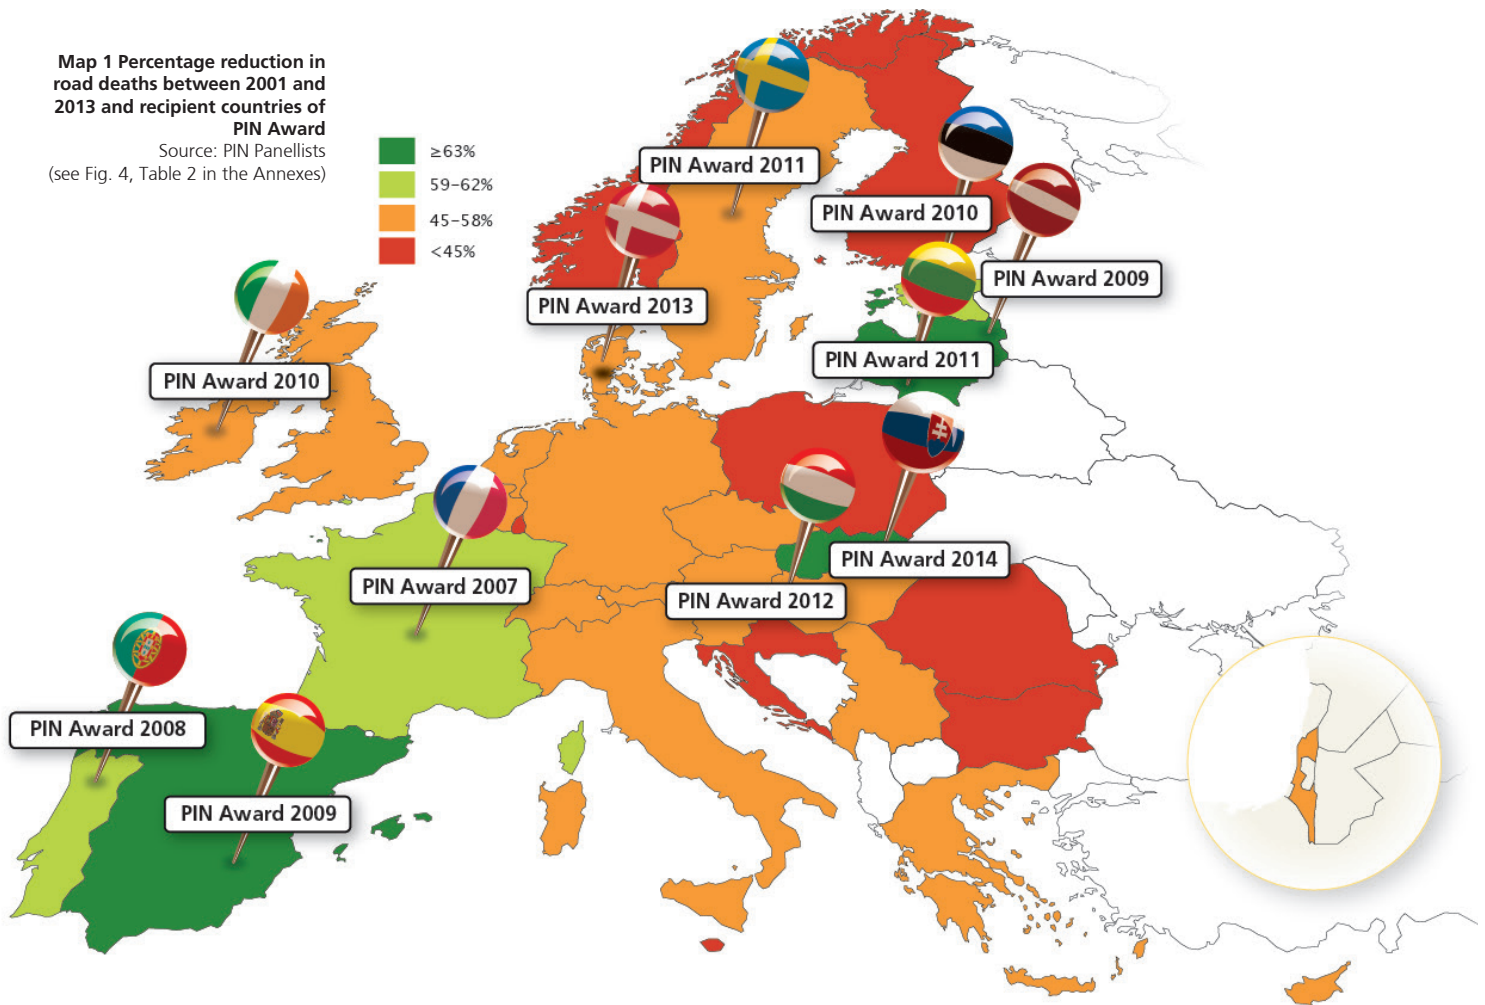 Map 1 Percentage reduction in
road deaths between 2001 and
2013 and recipient countries of
PIN Award
Source: PIN Panellists
(see Fig. 4, Table 2 in the Annexes)
≥63%
59–62%
45–58%
<45%
PIN Award 2011
PIN Award 2010
PIN Award 2009
PIN Award 2013
PIN Award 2011
PIN Award 2010
PIN Award 2014
PIN Award 2007
PIN Award 2012
PIN Award 2008
PIN Award 2009